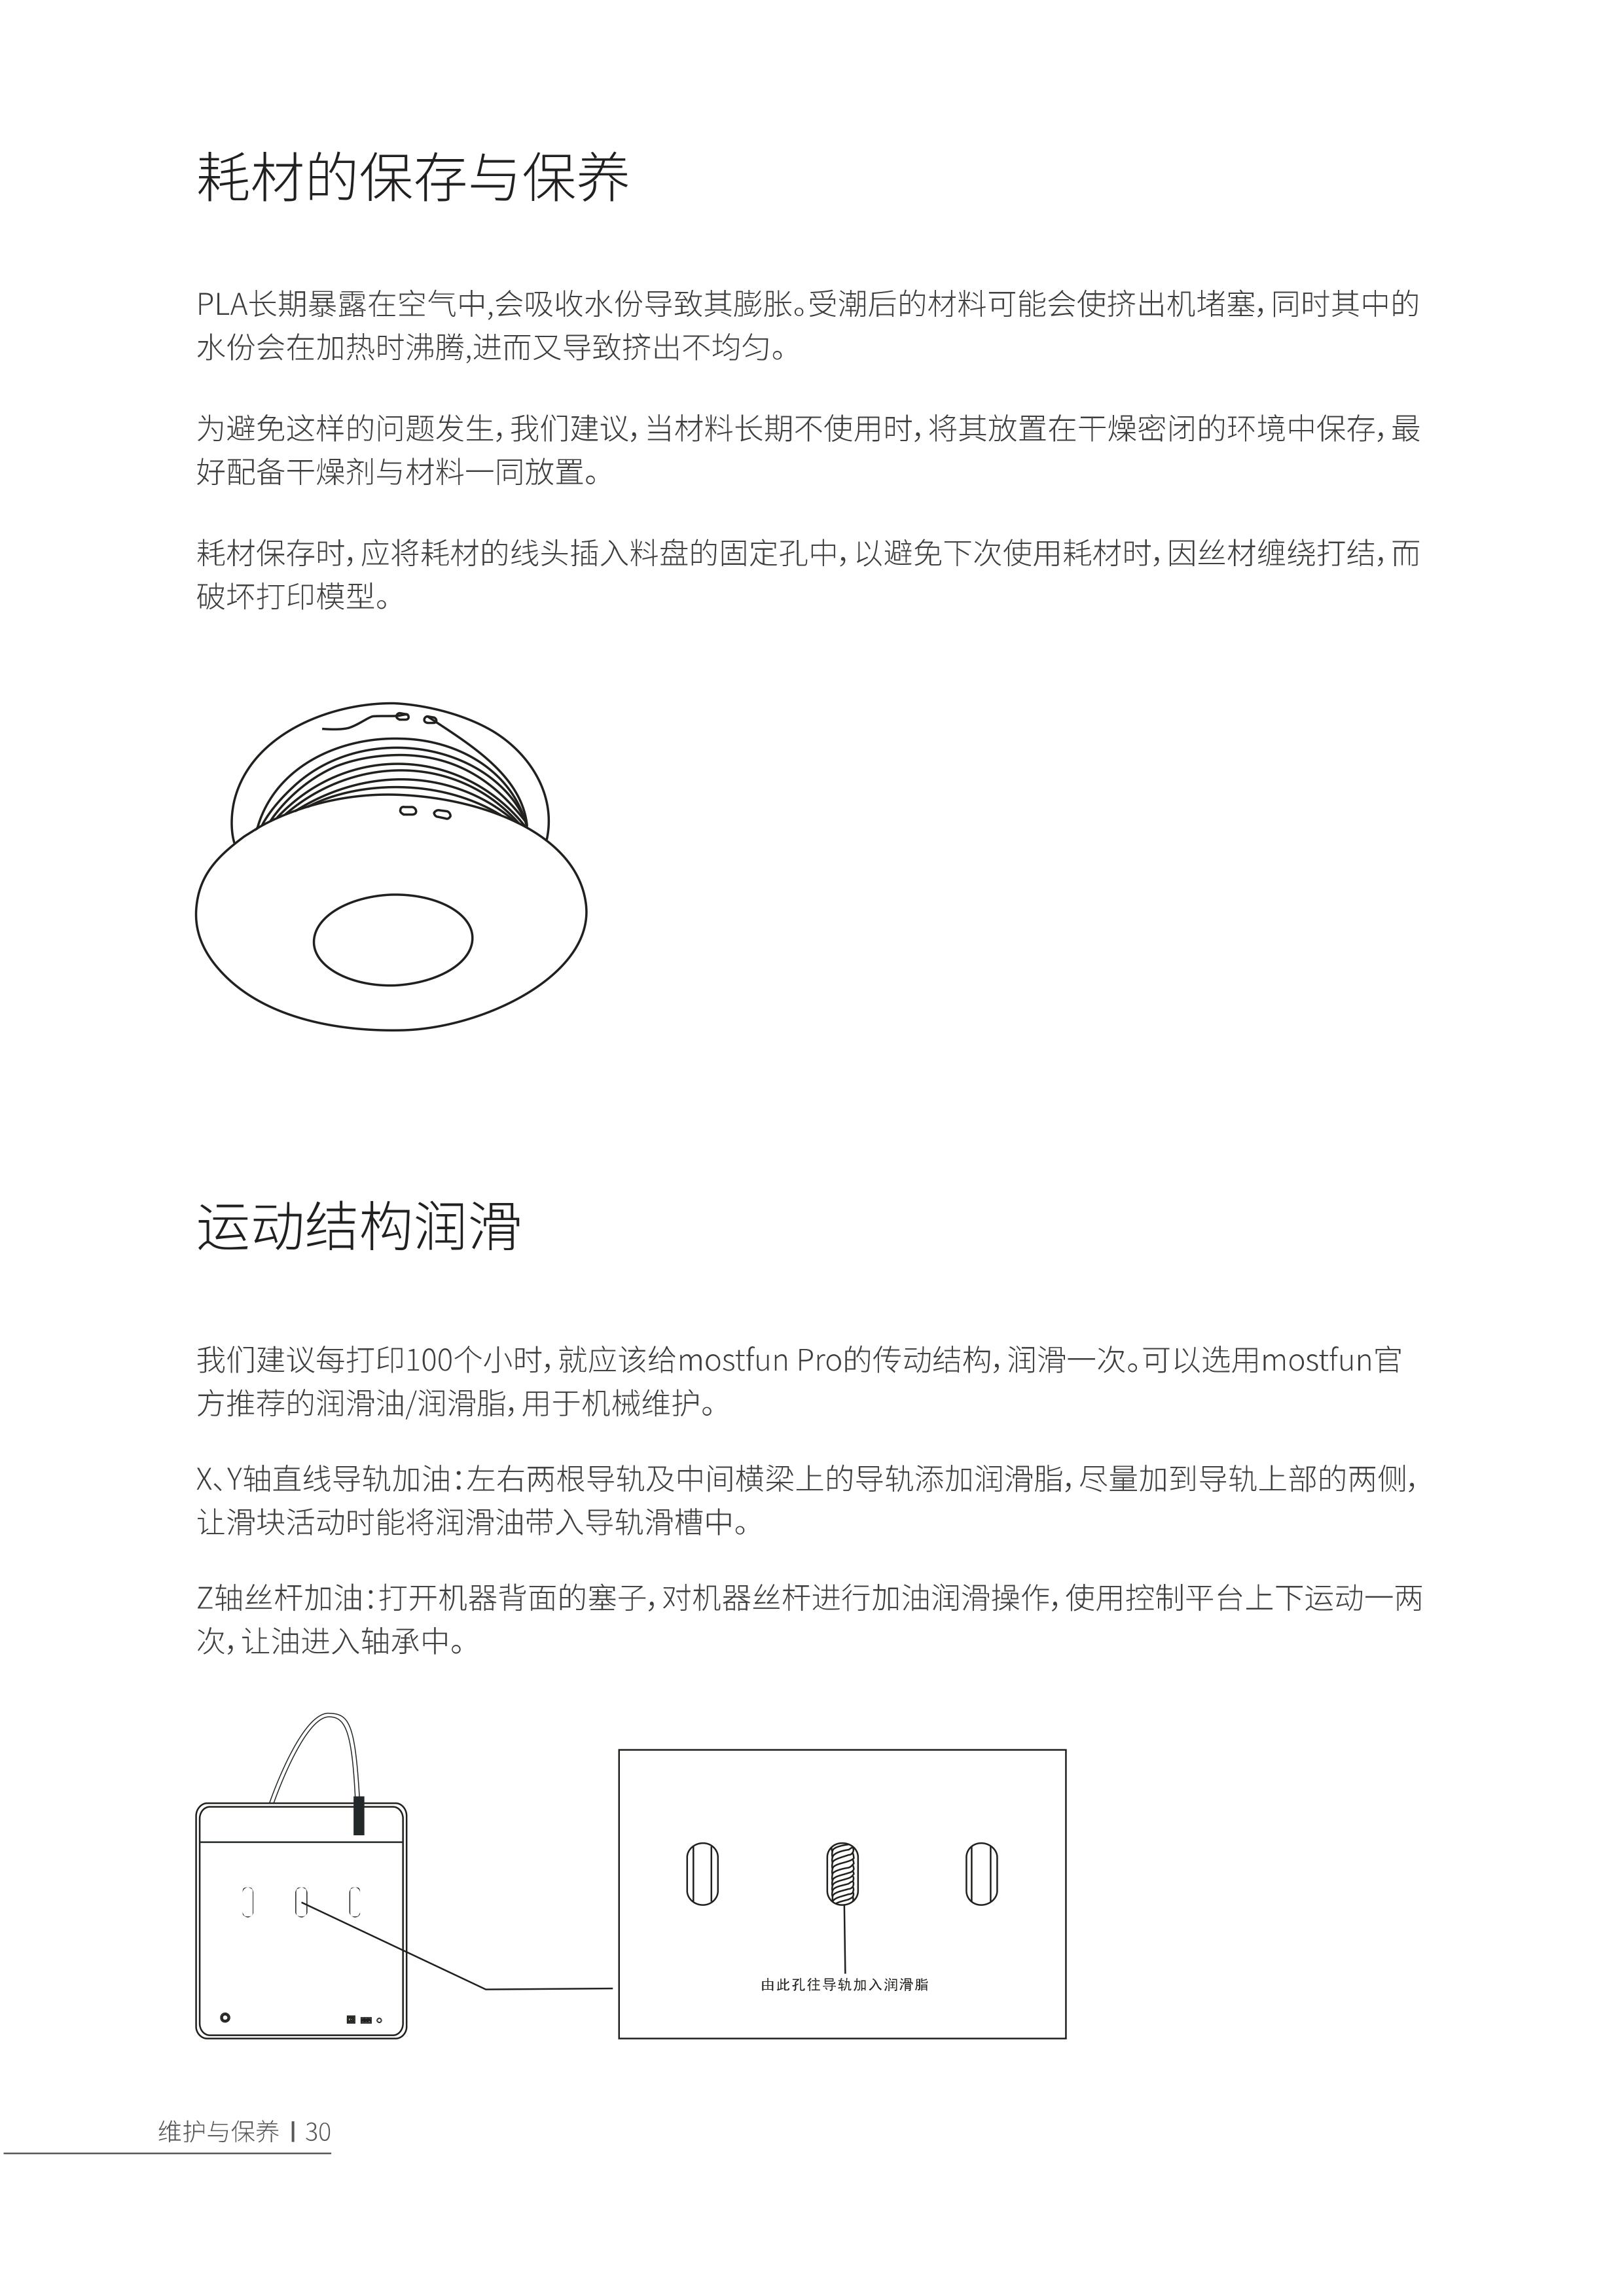 耗材的保存与保养
PLA长期暴露在空气中,会吸收水份导致其膨胀。受潮后的材料可能会使挤出机堵塞，同时其中的
水份会在加热时沸腾,进而又导致挤出不均匀。
为避免这样的问题发生，我们建议，当材料长期不使用时，将其放置在干燥密闭的环境中保存，最
好配备干燥剂与材料一同放置。
耗材保存时，应将耗材的线头插入料盘的固定孔中，以避免下次使用耗材时，因丝材缠绕打结，而
破坏打印模型。
运动结构润滑
我们建议每打印100个小时，就应该给mostfun Pro的传动结构，润滑一次。可以选用mostfun官
方推荐的润滑油/润滑脂，用于机械维护。
X、Y轴直线导轨加油：左右两根导轨及中间横梁上的导轨添加润滑脂，尽量加到导轨上部的两侧，
让滑块活动时能将润滑油带入导轨滑槽中。
Z轴丝杆加油：打开机器背面的塞子，对机器丝杆进行加油润滑操作，使用控制平台上下运动一两
次，让油进入轴承中。
由此孔往导轨加入润滑脂
维护与保养 | 30